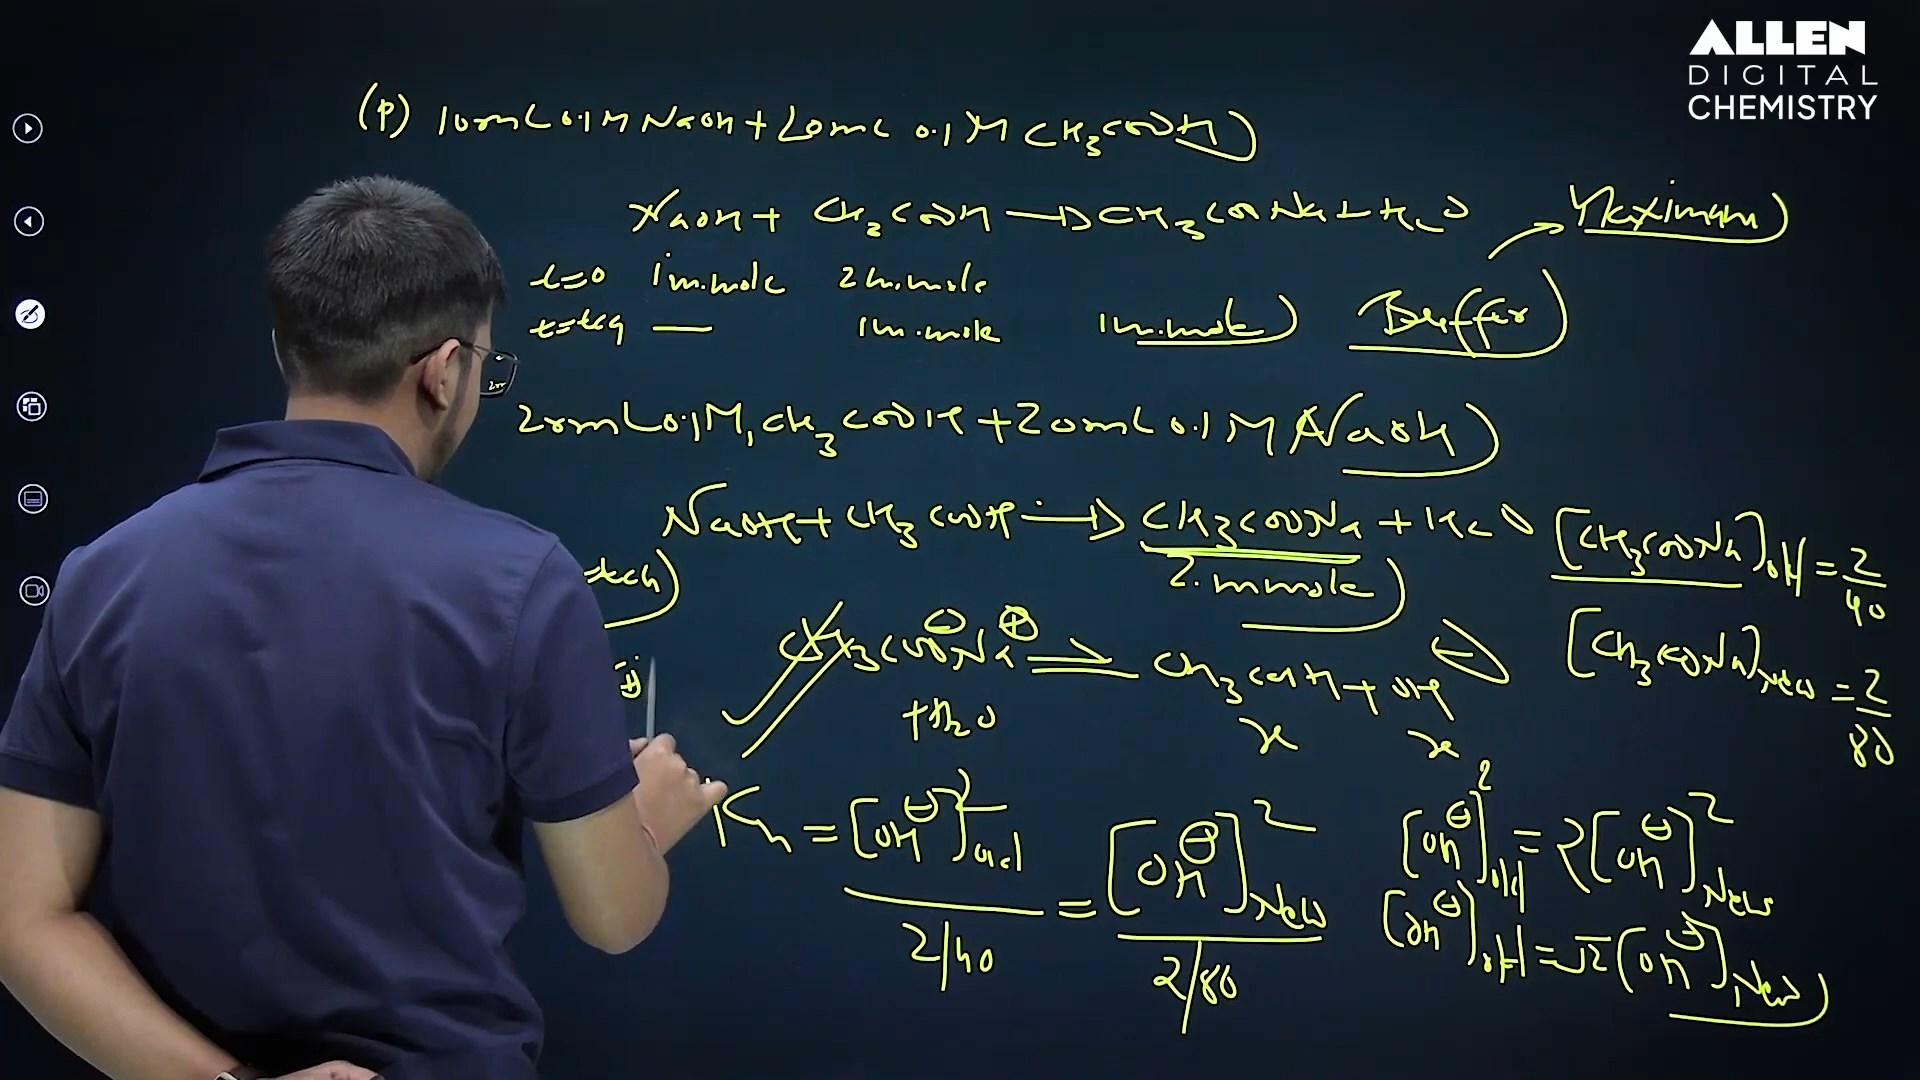 ALLEN
DIGITAL
CHEMISTRY
(P) 10mL 0.1M NaOH + 20mL 0.1M CH3COOH
NaOH + CH3COOH → CH3COONa + H2O
Maximum
t=0 1m.mole 2m.mole
t=teq — 1m.mole 1m.mole Buffer
20mL 0.1M, CH3COOH + 20mL 0.1M NaOH
NaOH + CH3COOH → CH3COONa + H2O
[CH3COONa]old = 2/40
2.mmole
CH3COO⊖Na⊕ ⇌ CH3COOH + OH
[CH3COONa]New = 2/80
+H2O
x x
Kh = [OH⊖]²old / 2/40 = [OH⊖]²New / 2/80
[OH⊖]²old = 2[OH⊖]²New
[OH⊖]old = √2[OH⊖]New